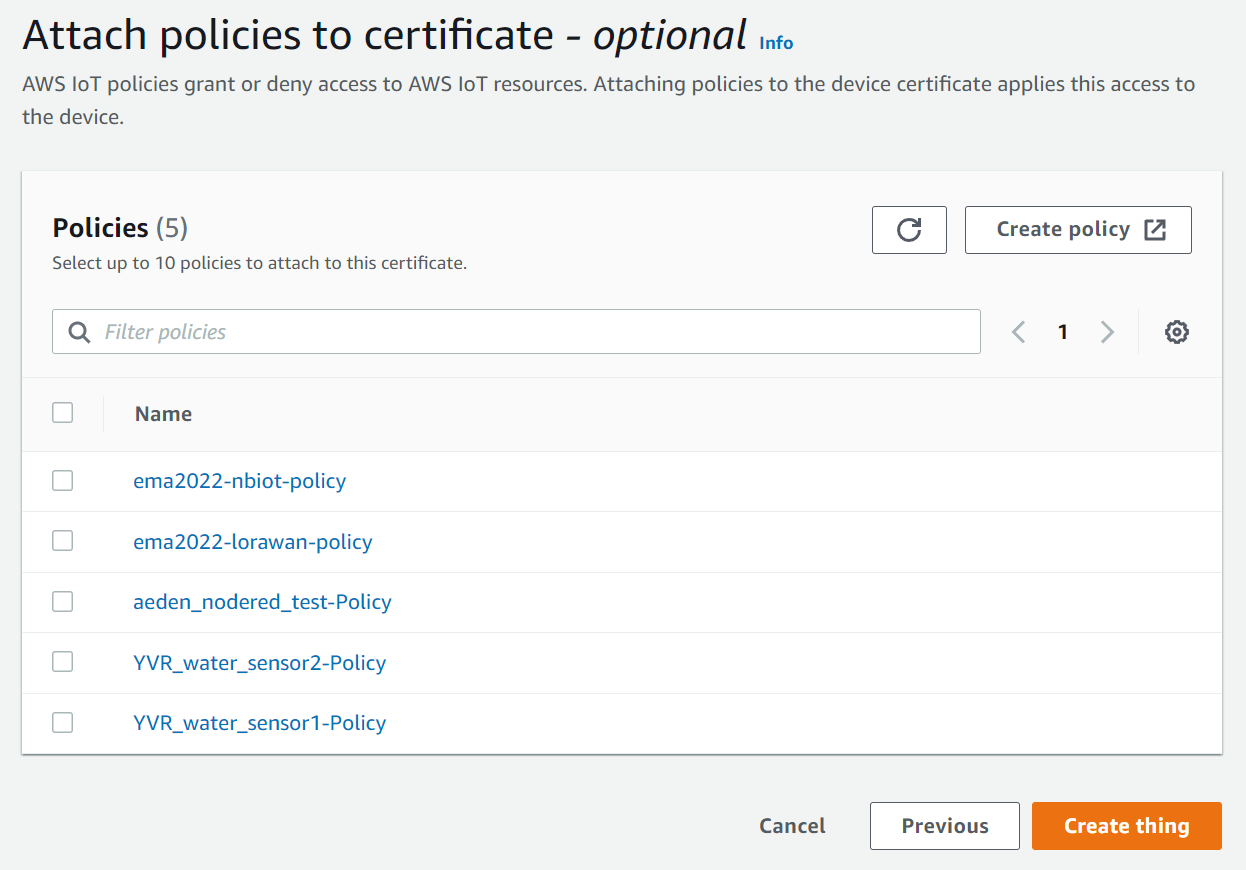 Attach policies to certificate - optional Info
AWS IoT policies grant or deny access to AWS IoT resources. Attaching policies to the device certificate applies this access to
the device.
Policies (5)
Create policy
Select up to 10 policies to attach to this certificate.
Filter policies
1
Name
ema2022-nbiot-policy
ema2022-lorawan-policy
aeden_nodered_test-Policy
YVR_water_sensor2-Policy
YVR_water_sensor1-Policy
Cancel
Previous
Create thing